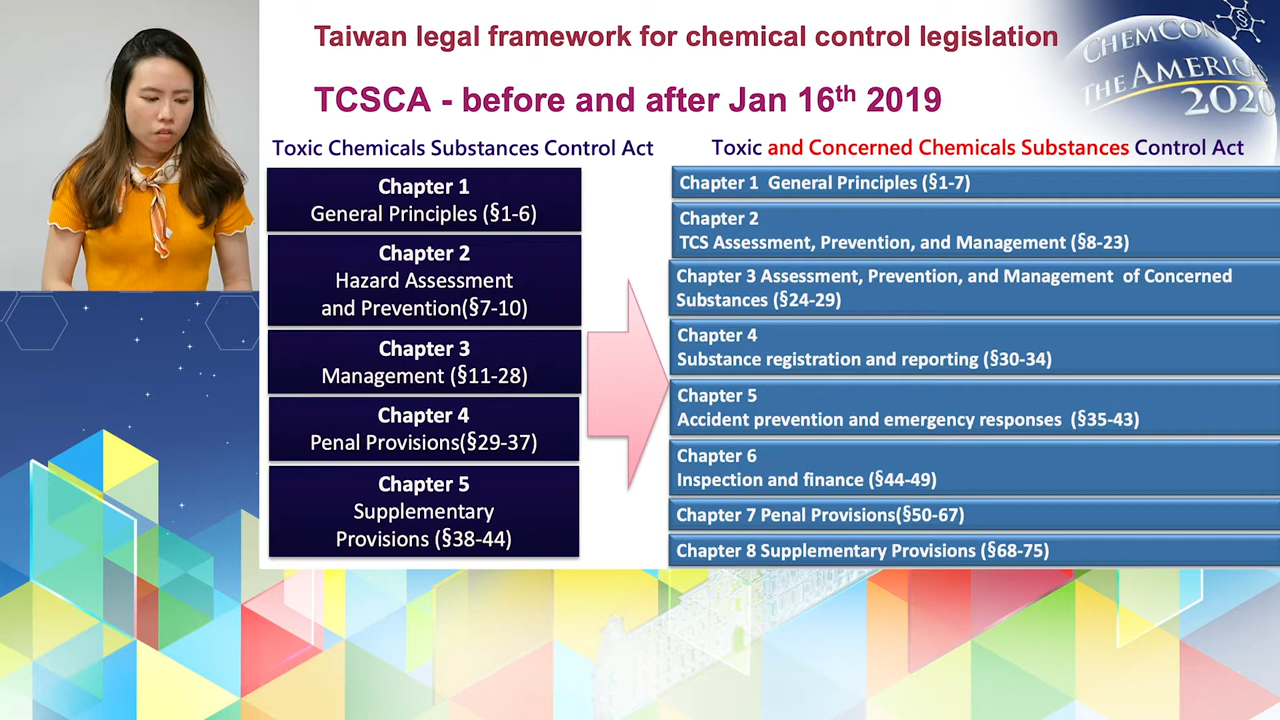 Taiwan legal framework for chemical control legislation
TCSCA - before and after Jan 16th 2019
CHEMCON
THE AMERICAS
2020
Toxic Chemicals Substances Control Act
Chapter 1
General Principles (§1-6)
Chapter 2
Hazard Assessment
and Prevention(§7-10)
Chapter 3
Management (§11-28)
Chapter 4
Penal Provisions(§29-37)
Chapter 5
Supplementary
Provisions (§38-44)
Toxic and Concerned Chemicals Substances Control Act
Chapter 1 General Principles (§1-7)
Chapter 2
TCS Assessment, Prevention, and Management (§8-23)
Chapter 3 Assessment, Prevention, and Management of Concerned
Substances (§24-29)
Chapter 4
Substance registration and reporting (§30-34)
Chapter 5
Accident prevention and emergency responses (§35-43)
Chapter 6
Inspection and finance (§44-49)
Chapter 7 Penal Provisions(§50-67)
Chapter 8 Supplementary Provisions (§68-75)